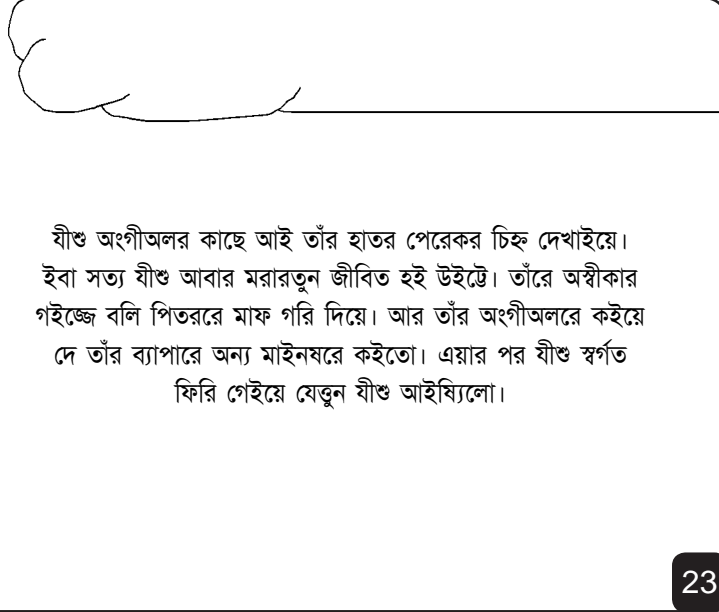 যীশু অংগীঅলর কাছে আই তাঁর হাতর পেরেকর চিহ্ন দেখাইয়ে।
ইবা সত্য যীশু আবার মরারতুন জীবিত হই উইট্টে। তাঁরে অস্বীকার
গইজ্জে বলি পিতররে মাফ গরি দিয়ে। আর তাঁর অংগীঅলরে কইয়ে
দে তাঁর ব্যাপারে অন্য মাইনষরে কইতো। এয়ার পর যীশু স্বর্গত
ফিরি গেইয়ে যেত্তুন যীশু আইষ্যিলো।
23